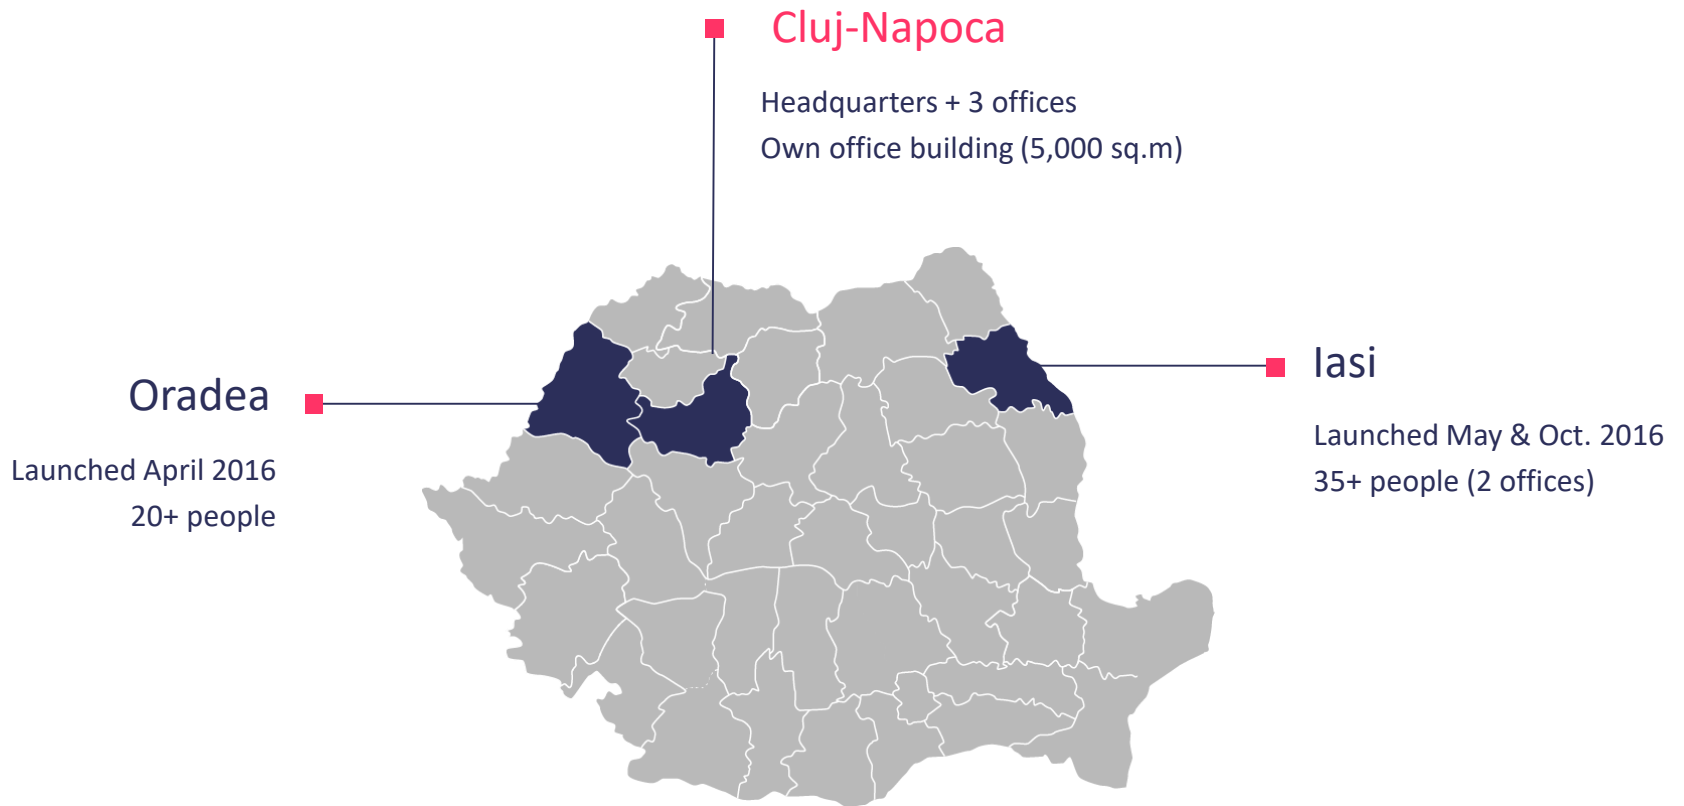 Cluj-Napoca
Headquarters + 3 offices
Own office building (5,000 sq.m)
Oradea
Launched April 2016
20+ people
Iasi
Launched May & Oct. 2016
35+ people (2 offices)